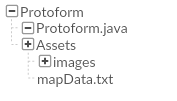 Protoform
Protoform.java
Assets
images
mapData.txt